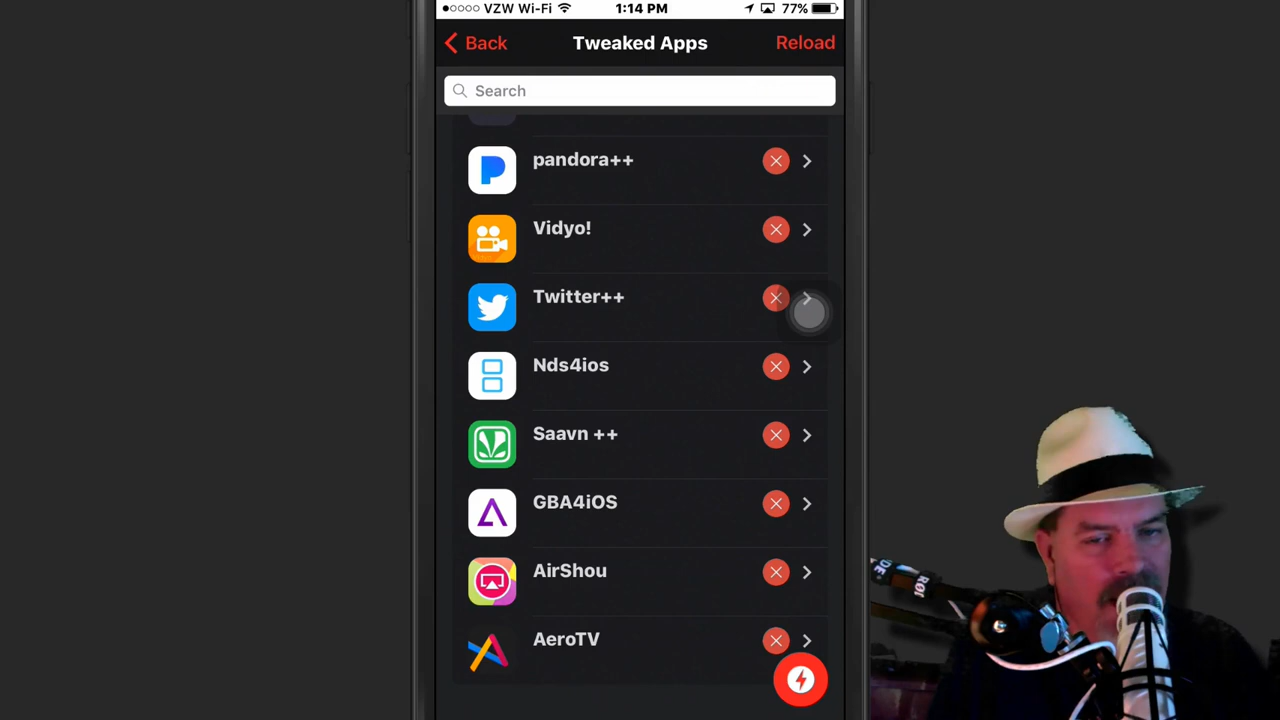 VZW Wi-Fi 1:14 PM 77%
Back Tweaked Apps Reload
Search
pandora++
Vidyo!
Twitter++
Nds4ios
Saavn ++
GBA4iOS
AirShou
AeroTV